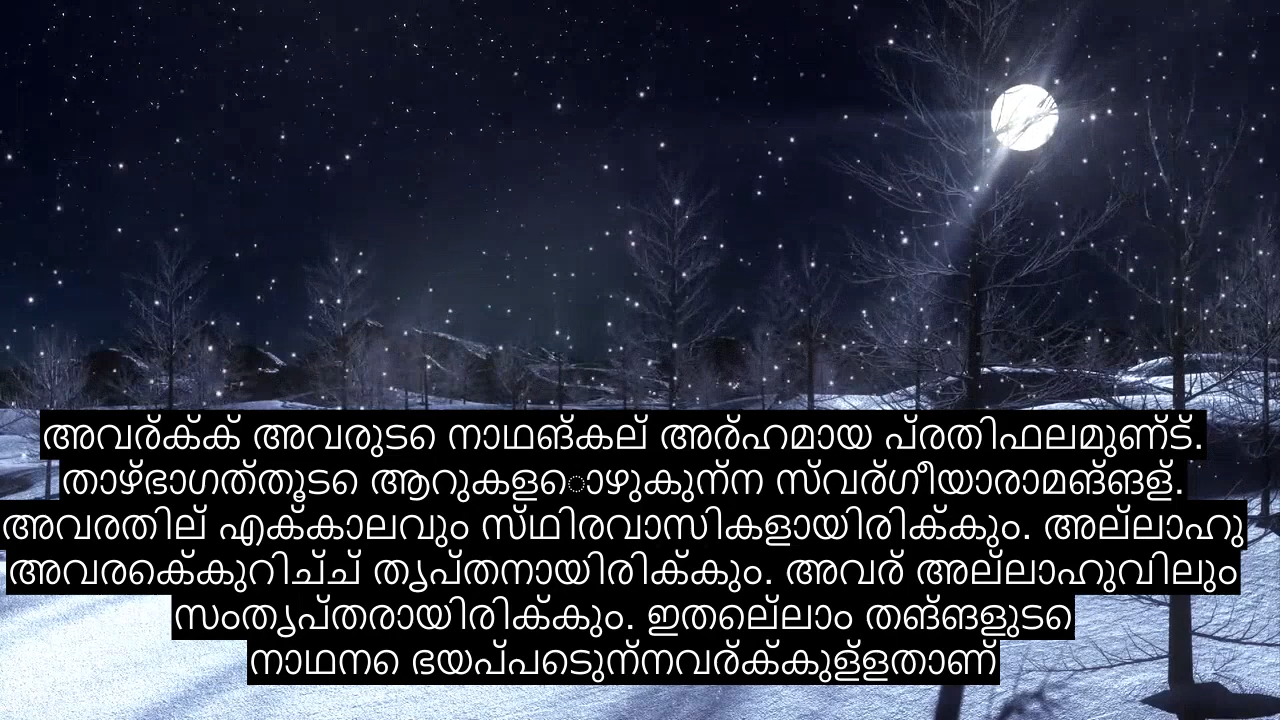 അവര്ക്ക് അവരുടെ നാഥങ്കല് അര്ഹമായ പ്രതിഫലമുണ്ട്.
താഴ്ഭാഗത്തൂടെ ആറുകളൊഴുകുന്ന സ്വര്ഗീയാരാമങ്ങള്.
അവരതില് എക്കാലവും സ്ഥിരവാസികളായിരിക്കും. അല്ലാഹു
അവരെക്കുറിച്ച് തൃപ്തനായിരിക്കും. അവര് അല്ലാഹുവിലും
സംതൃപ്തരായിരിക്കും. ഇതെല്ലാം തങ്ങളുടെ
നാഥനെ ഭയപ്പെടുന്നവര്ക്കുള്ളതാണ്